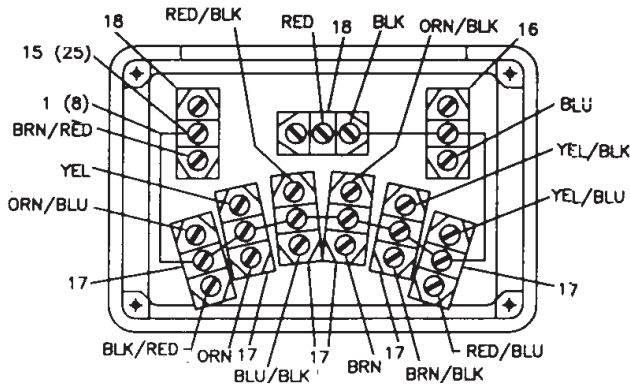 RED/BLK RED 18 BLK ORN/BLK
18 16
15 (25)
1 (8) BLU
BRN/RED YEL/BLK
YEL
ORN/BLU YEL/BLU
17 17
BLK/RED ORN 17 BLU/BLK 17 BRN 17 BRN/BLK RED/BLU